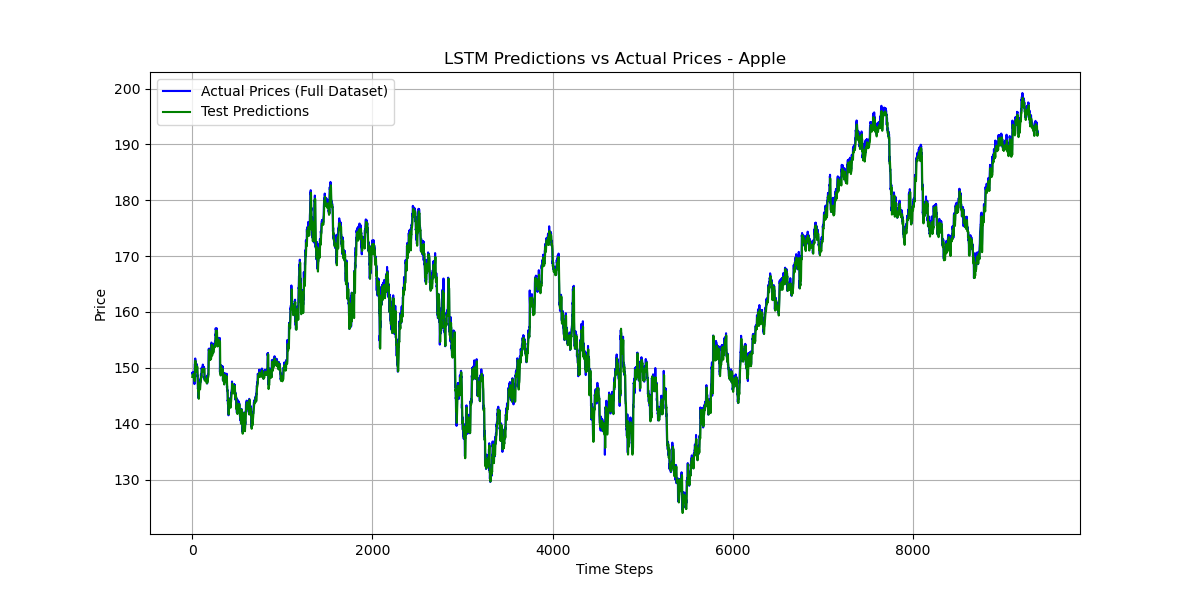 LSTM Predictions vs Actual Prices - Apple
Actual Prices (Full Dataset)
Test Predictions
200
190
180
170
160
150
140
130
Price
0 2000 4000 6000 8000
Time Steps